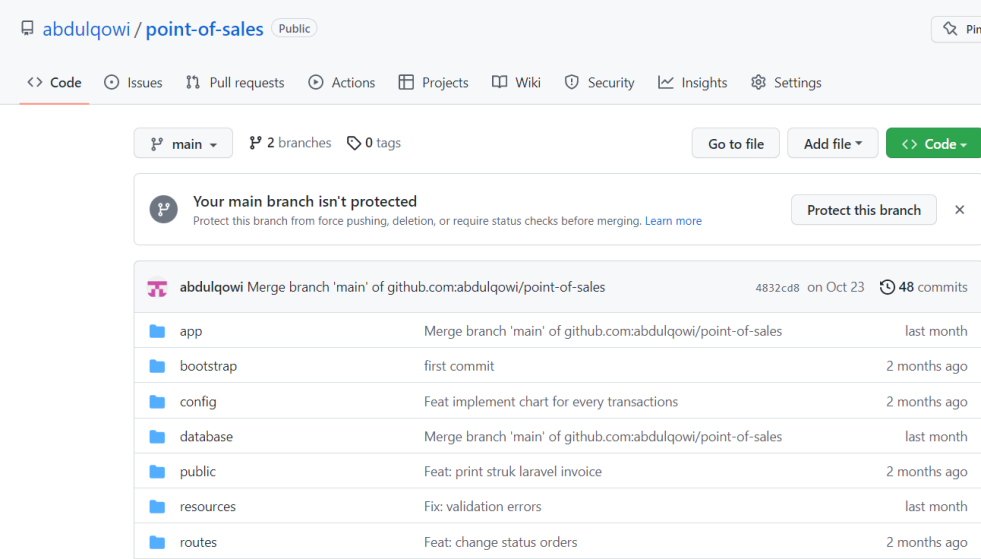 abdulqowi / point-of-sales Public
Code Issues Pull requests Actions Projects Wiki Security Insights Settings
main 2 branches 0 tags Go to file Add file Code
Your main branch isn't protected
Protect this branch from force pushing, deletion, or require status checks before merging. Learn more
Protect this branch
abdulqowi Merge branch 'main' of github.com:abdulqowi/point-of-sales 4832cd8 on Oct 23 48 commits
app Merge branch 'main' of github.com:abdulqowi/point-of-sales last month
bootstrap first commit 2 months ago
config Feat implement chart for every transactions 2 months ago
database Merge branch 'main' of github.com:abdulqowi/point-of-sales last month
public Feat: print struk laravel invoice 2 months ago
resources Fix: validation errors last month
routes Feat: change status orders 2 months ago